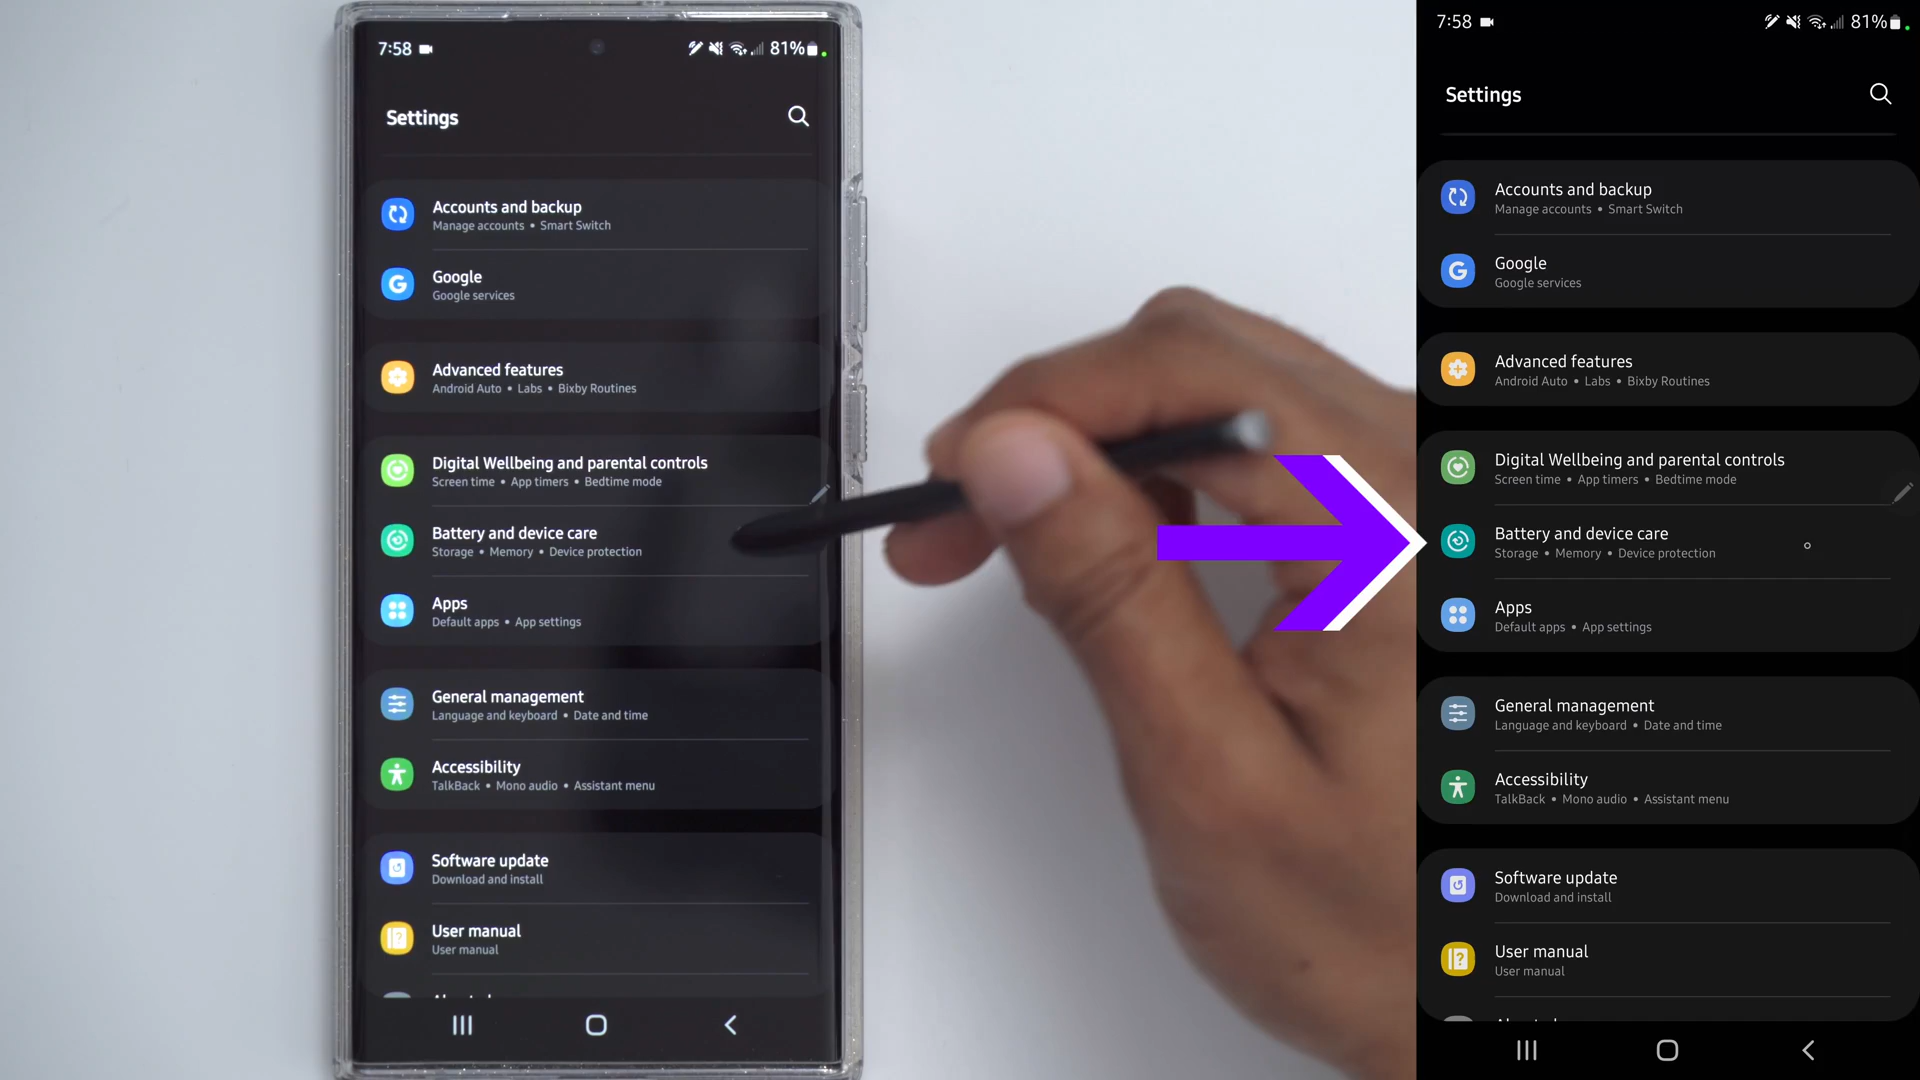 7:58
81%
Settings
Accounts and backup
Manage accounts • Smart Switch
Google
Google services
Advanced features
Android Auto • Labs • Bixby Routines
Digital Wellbeing and parental controls
Screen time • App timers • Bedtime mode
Battery and device care
Storage • Memory • Device protection
Apps
Default apps • App settings
General management
Language and keyboard • Date and time
Accessibility
TalkBack • Mono audio • Assistant menu
Software update
Download and install
User manual
User manual
7:58
81%
Settings
Accounts and backup
Manage accounts • Smart Switch
Google
Google services
Advanced features
Android Auto • Labs • Bixby Routines
Digital Wellbeing and parental controls
Screen time • App timers • Bedtime mode
Battery and device care
Storage • Memory • Device protection
Apps
Default apps • App settings
General management
Language and keyboard • Date and time
Accessibility
TalkBack • Mono audio • Assistant menu
Software update
Download and install
User manual
User manual